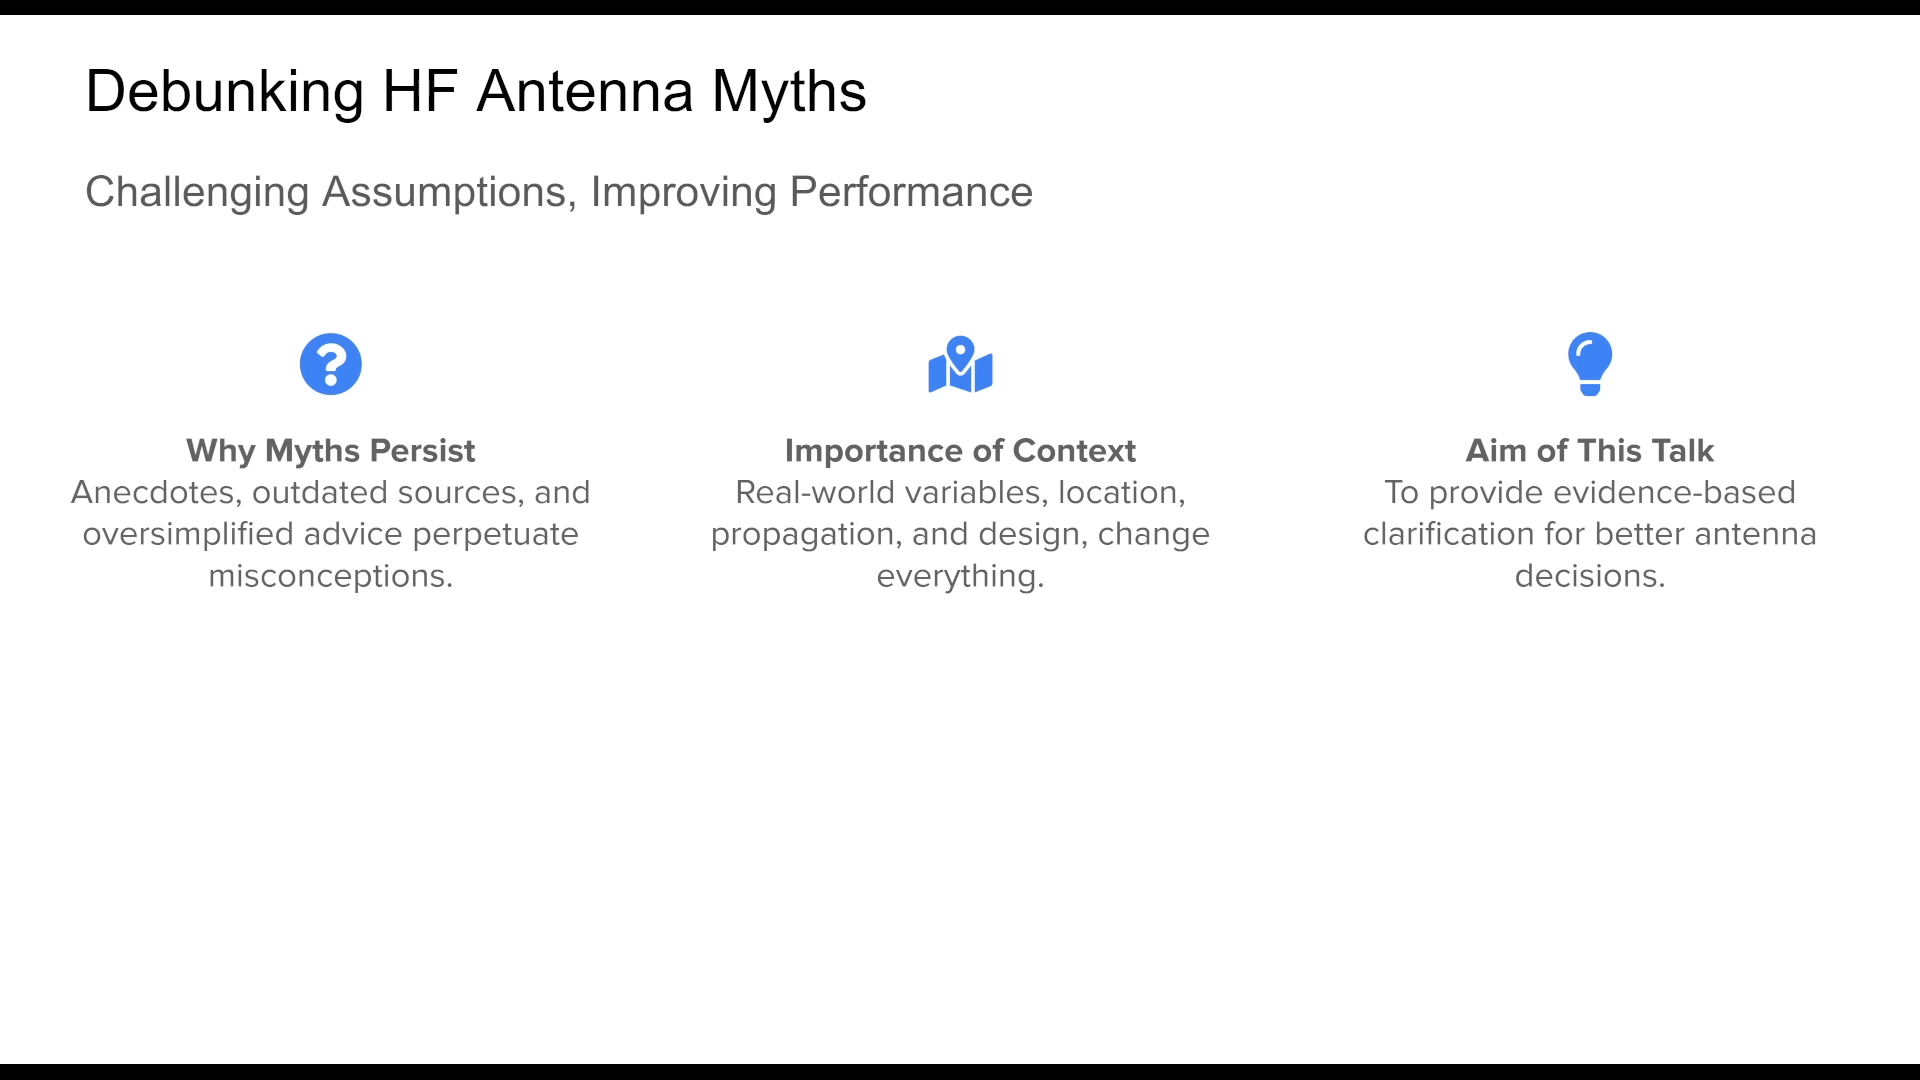 Debunking HF Antenna Myths
Challenging Assumptions, Improving Performance
Why Myths Persist
Anecdotes, outdated sources, and
oversimplified advice perpetuate
misconceptions.
Importance of Context
Real-world variables, location,
propagation, and design, change
everything.
Aim of This Talk
To provide evidence-based
clarification for better antenna
decisions.